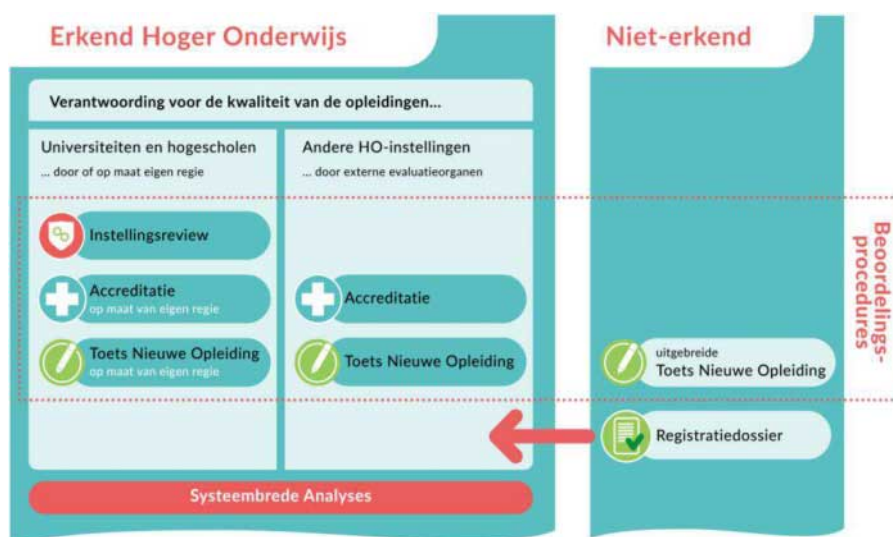 Erkend Hoger Onderwijs
Niet-erkend
Verantwoording voor de kwaliteit van de opleidingen...
Universiteiten en hogescholen
... door of op maat eigen regie
Andere HO-instellingen
... door externe evaluatieorganen
Instellingsreview
Accreditatie
op maat van eigen regie
Toets Nieuwe Opleiding
op maat van eigen regie
Accreditatie
Toets Nieuwe Opleiding
uitgebreide
Toets Nieuwe Opleiding
Registratiedossier
Beoordelings-
procedures
Systeembrede Analyses